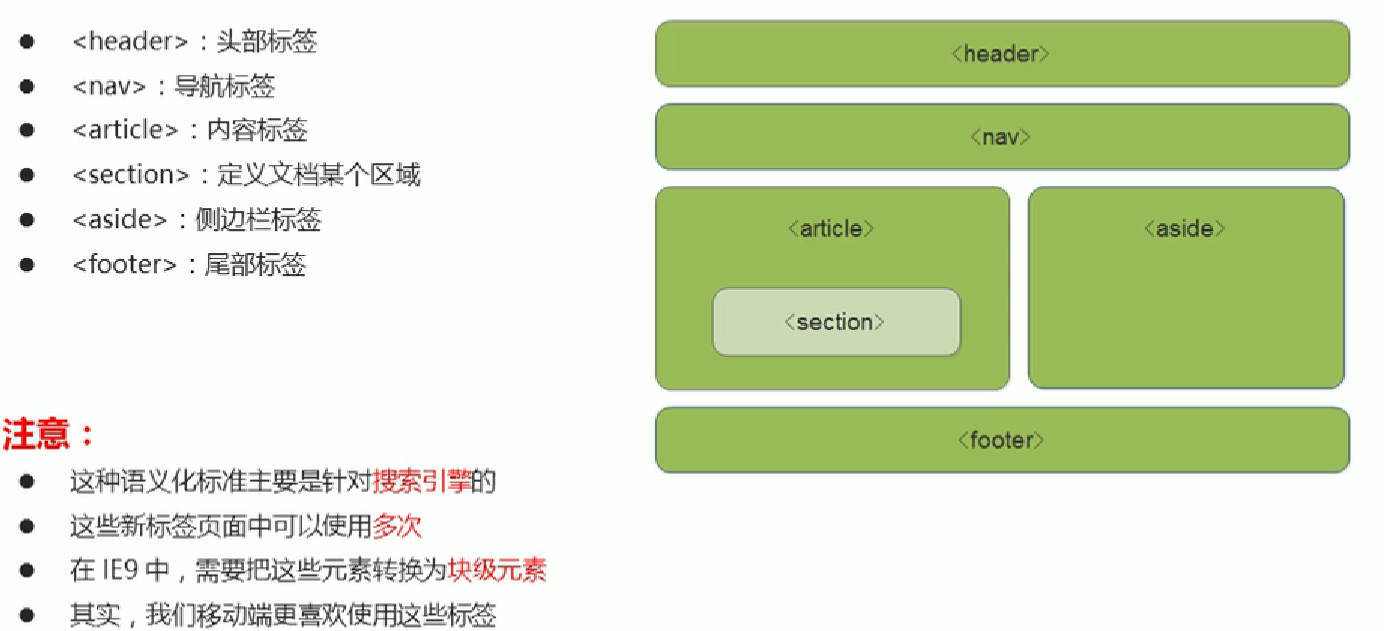 <header>：头部标签
<nav>：导航标签
<article>：内容标签
<section>：定义文档某个区域
<aside>：侧边栏标签
<footer>：尾部标签
注意：
这种语义化标准主要是针对搜索引擎的
这些新标签页面中可以使用多次
在 IE9 中，需要把这些元素转换为块级元素
其实，我们移动端更喜欢使用这些标签
<header>
<nav>
<article>
<aside>
<section>
<footer>